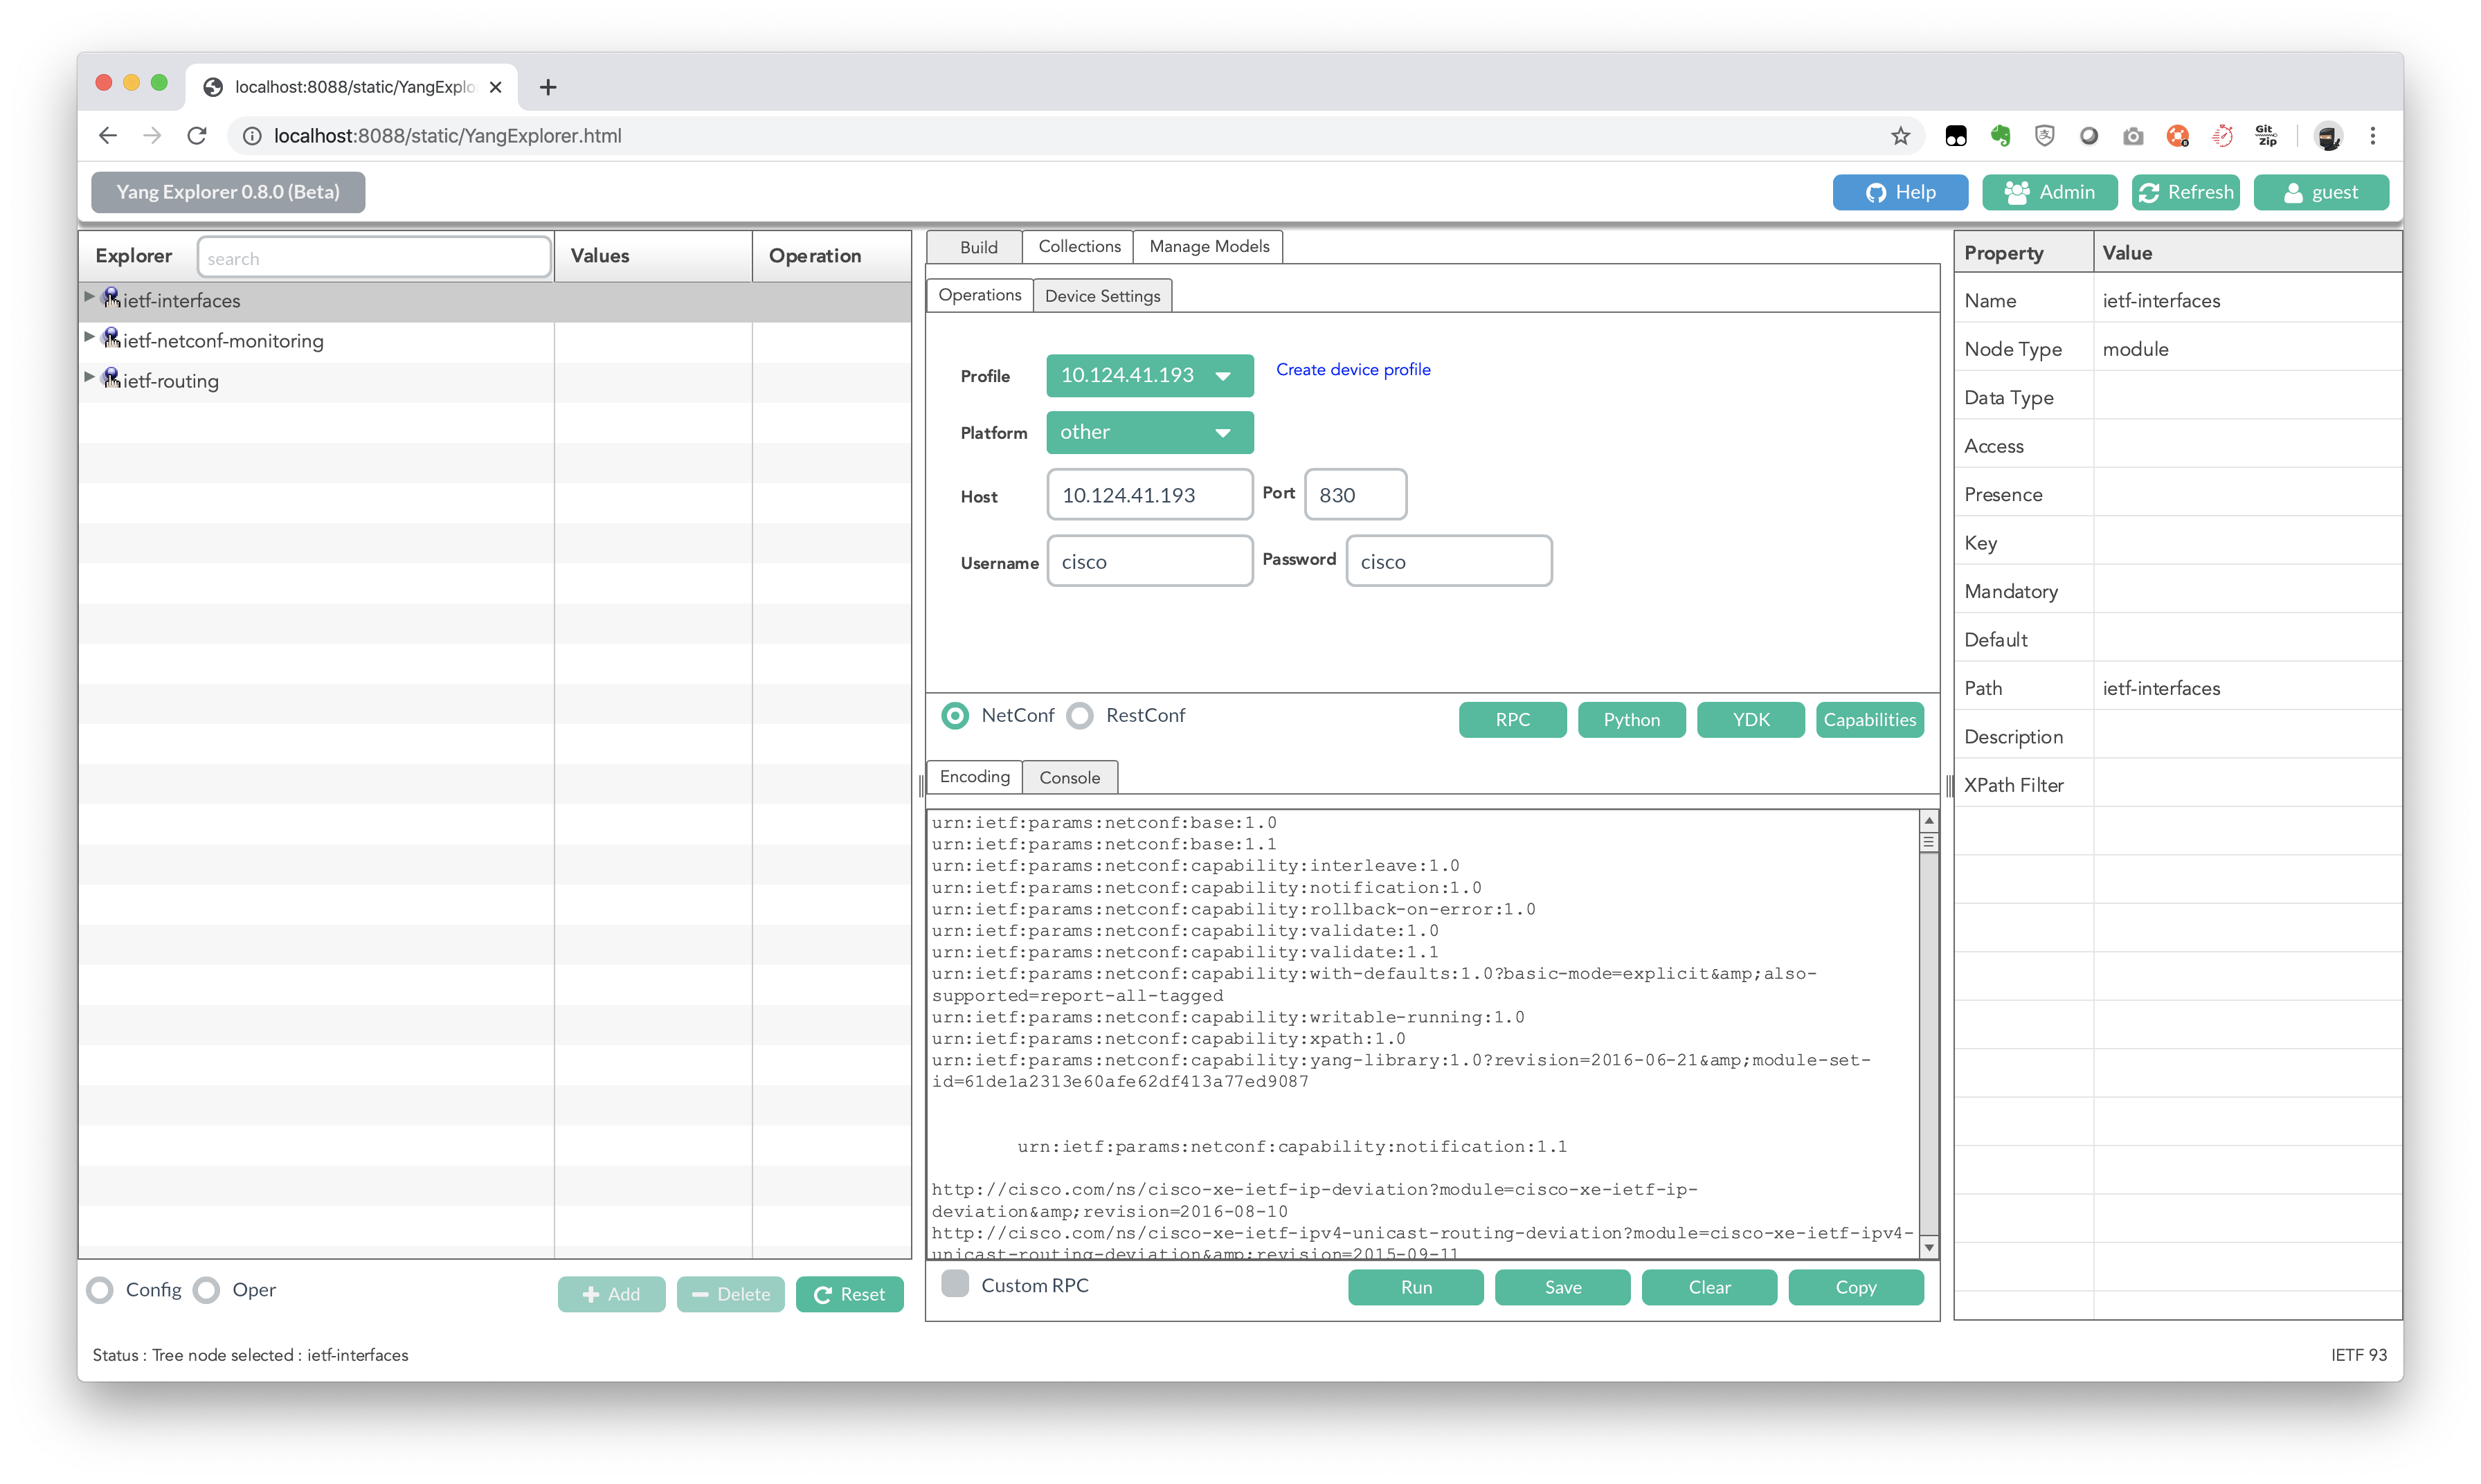 localhost:8088/static/YangExplo
localhost:8088/static/YangExplorer.html
Git
Zip
Yang Explorer 0.8.0 (Beta)
Help
Admin
Refresh
guest
Explorer
search
Values
Operation
ietf-interfaces
ietf-netconf-monitoring
ietf-routing
Config
Oper
Add
Delete
Reset
Build
Collections
Manage Models
Operations
Device Settings
Profile
10.124.41.193
Create device profile
Platform
other
Host
10.124.41.193
Port
830
Username
cisco
Password
cisco
NetConf
RestConf
RPC
Python
YDK
Capabilities
Encoding
Console
urn:ietf:params:netconf:base:1.0
urn:ietf:params:netconf:base:1.1
urn:ietf:params:netconf:capability:interleave:1.0
urn:ietf:params:netconf:capability:notification:1.0
urn:ietf:params:netconf:capability:rollback-on-error:1.0
urn:ietf:params:netconf:capability:validate:1.0
urn:ietf:params:netconf:capability:validate:1.1
urn:ietf:params:netconf:capability:with-defaults:1.0?basic-mode=explicit&amp;also-
supported=report-all-tagged
urn:ietf:params:netconf:capability:writable-running:1.0
urn:ietf:params:netconf:capability:xpath:1.0
urn:ietf:params:netconf:capability:yang-library:1.0?revision=2016-06-21&amp;module-set-
id=61de1a2313e60afe62df413a77ed9087
urn:ietf:params:netconf:capability:notification:1.1
http://cisco.com/ns/cisco-xe-ietf-ip-deviation?module=cisco-xe-ietf-ip-
deviation&amp;revision=2016-08-10
http://cisco.com/ns/cisco-xe-ietf-ipv4-unicast-routing-deviation?module=cisco-xe-ietf-ipv4-
unicast-routing-deviation&amp;revision=2015-09-11
Custom RPC
Run
Save
Clear
Copy
Property
Value
Name
ietf-interfaces
Node Type
module
Data Type
Access
Presence
Key
Mandatory
Default
Path
ietf-interfaces
Description
XPath Filter
Status : Tree node selected : ietf-interfaces
IETF 93